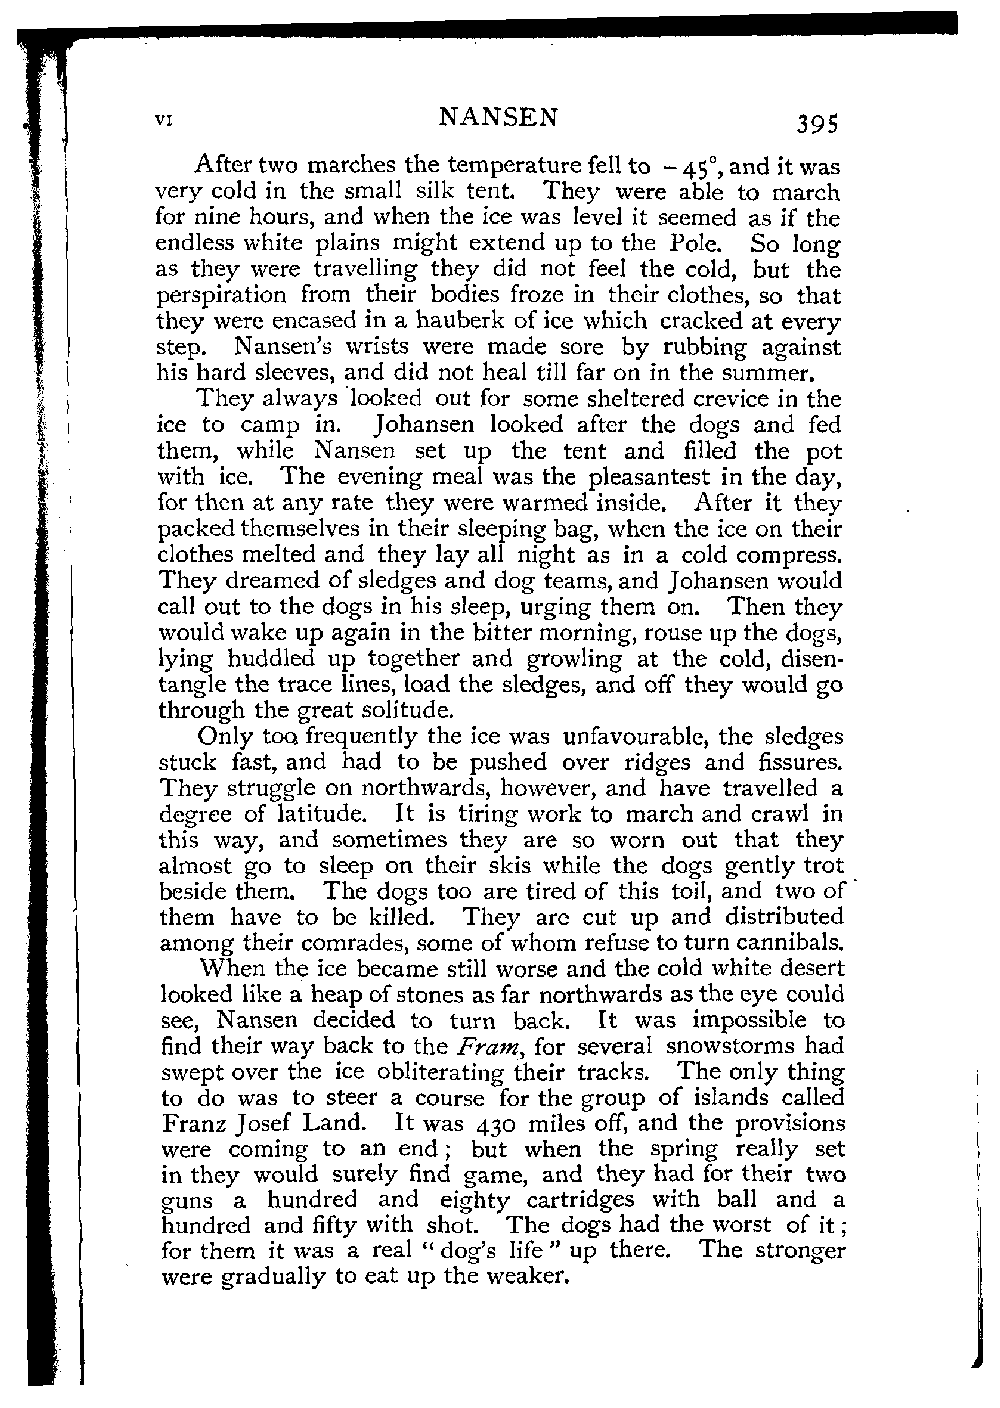 VI NANSEN 395
After two marches the temperature fell to −45°, and it was
very cold in the small silk tent. They were able to march
for nine hours, and when the ice was level it seemed as if the
endless white plains might extend up to the Pole. So long
as they were travelling they did not feel the cold, but the
perspiration from their bodies froze in their clothes, so that
they were encased in a hauberk of ice which cracked at every
step. Nansen's wrists were made sore by rubbing against
his hard sleeves, and did not heal till far on in the summer.
They always looked out for some sheltered crevice in the
ice to camp in. Johansen looked after the dogs and fed
them, while Nansen set up the tent and filled the pot
with ice. The evening meal was the pleasantest in the day,
for then at any rate they were warmed inside. After it they
packed themselves in their sleeping bag, when the ice on their
clothes melted and they lay all night as in a cold compress.
They dreamed of sledges and dog teams, and Johansen would
call out to the dogs in his sleep, urging them on. Then they
would wake up again in the bitter morning, rouse up the dogs,
lying huddled up together and growling at the cold, disen-
tangle the trace lines, load the sledges, and off they would go
through the great solitude.
Only too frequently the ice was unfavourable, the sledges
stuck fast, and had to be pushed over ridges and fissures.
They struggle on northwards, however, and have travelled a
degree of latitude. It is tiring work to march and crawl in
this way, and sometimes they are so worn out that they
almost go to sleep on their skis while the dogs gently trot
beside them. The dogs too are tired of this toil, and two of
them have to be killed. They are cut up and distributed
among their comrades, some of whom refuse to turn cannibals.
When the ice became still worse and the cold white desert
looked like a heap of stones as far northwards as the eye could
see, Nansen decided to turn back. It was impossible to
find their way back to the Fram, for several snowstorms had
swept over the ice obliterating their tracks. The only thing
to do was to steer a course for the group of islands called
Franz Josef Land. It was 430 miles off, and the provisions
were coming to an end; but when the spring really set
in they would surely find game, and they had for their two
guns a hundred and eighty cartridges with ball and a
hundred and fifty with shot. The dogs had the worst of it;
for them it was a real "dog's life" up there. The stronger
were gradually to eat up the weaker.